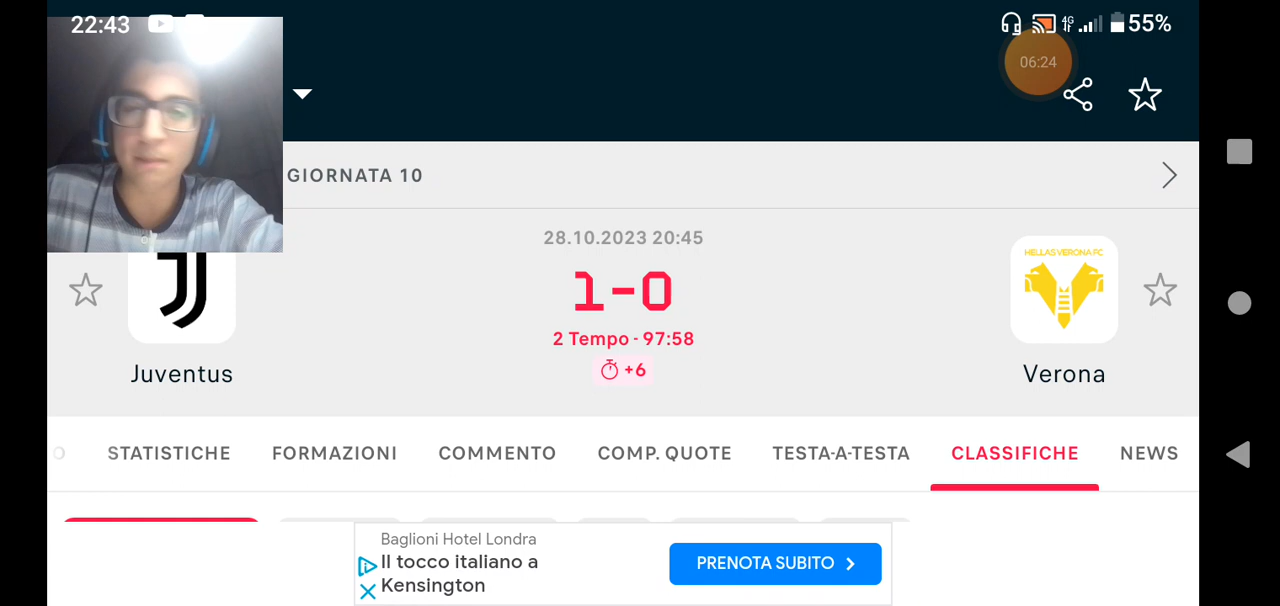 22:43
4G
55%
06:24
GIORNATA 10
28.10.2023 20:45
1-0
2 Tempo - 97:58
+6
HELLAS VERONA FC
Juventus
Verona
O
STATISTICHE
FORMAZIONI
COMMENTO
COMP. QUOTE
TESTA-A-TESTA
CLASSIFICHE
NEWS
Baglioni Hotel Londra
Il tocco italiano a
Kensington
PRENOTA SUBITO